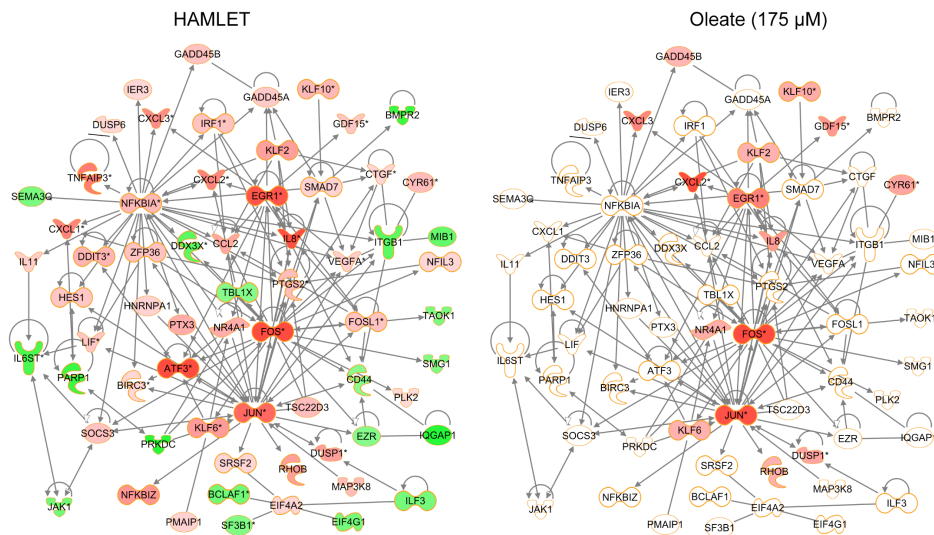 HAMLET
GADD45B
IER3
GADD45A
KLF10*
CXCL3*
DUSP6
IRF1*
GDF15*
BMPR2
KLF2
TNFAIP3*
CXCL2*
CTGF*
CYR61*
SEMA3C
NFKBIA*
EGR1*
SMAD7
CXCL1*
DDX3X*
CCL2
IL8*
ITGB1
MIB1
IL11
DDIT3*
ZFP36
VEGFA*
NFIL3
PTGS2*
HES1
HNRNPA1
TBL1X
TAOK1
PTX3
NR4A1
FOS*
FOSL1*
IL6ST*
LIF*
ATF3*
SMG1
PARP1
BIRC3*
CD44
PLK2
JUN*
TSC22D3
SOCS3
PRKDC
KLF6*
EZR
IQGAP1
DUSP1*
SRSF2
RHOB
NFKBIZ
BCLAF1*
MAP3K8
JAK1
EIF4A2
ILF3
PMAIP1
SF3B1*
EIF4G1
Oleate (175 µM)
GADD45B
IER3
GADD45A
KLF10*
CXCL3
DUSP6
IRF1
GDF15*
BMPR2
KLF2
TNFAIP3
CXCL2*
CTGF
CYR61*
SEMA3C
NFKBIA
EGR1*
SMAD7
CXCL1
DDX3X
CCL2
IL8
ITGB1
MIB1
IL11
DDIT3
ZFP36
VEGFA
NFIL3
PTGS2
HES1
HNRNPA1
TBL1X
TAOK1
PTX3
NR4A1
FOS*
FOSL1
IL6ST
LIF
ATF3
SMG1
PARP1
BIRC3
CD44
PLK2
JUN*
TSC22D3
SOCS3
PRKDC
KLF6
EZR
IQGAP1
DUSP1*
SRSF2
RHOB
NFKBIZ
BCLAF1
MAP3K8
JAK1
EIF4A2
ILF3
PMAIP1
SF3B1
EIF4G1